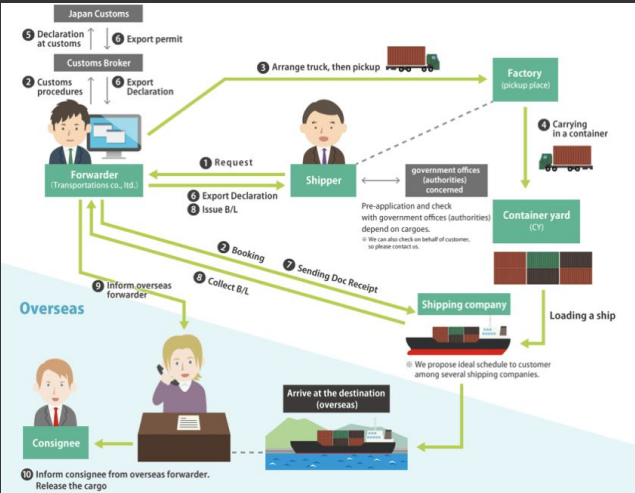 Japan Customs
5 Declaration
at customs
6 Export permit
Customs Broker
2 Customs
procedures
6 Export
Declaration
3 Arrange truck, then pickup
Factory
(pickup place)
4 Carrying
in a container
Forwarder
(Transportations co., ltd.)
1 Request
6 Export Declaration
8 Issue B/L
Shipper
government offices
(authorities)
concerned
Pre-application and check
with government offices (authorities)
depend on cargoes.
※ We can also check on behalf of customer,
so please contact us.
Container yard
(CY)
2 Booking
7 Sending Doc Receipt
8 Collect B/L
9 Inform overseas
forwarder
Shipping company
Loading a ship
※ We propose ideal schedule to customer
among several shipping companies.
Overseas
Arrive at the destination
(overseas)
Consignee
10 Inform consignee from overseas forwarder.
Release the cargo